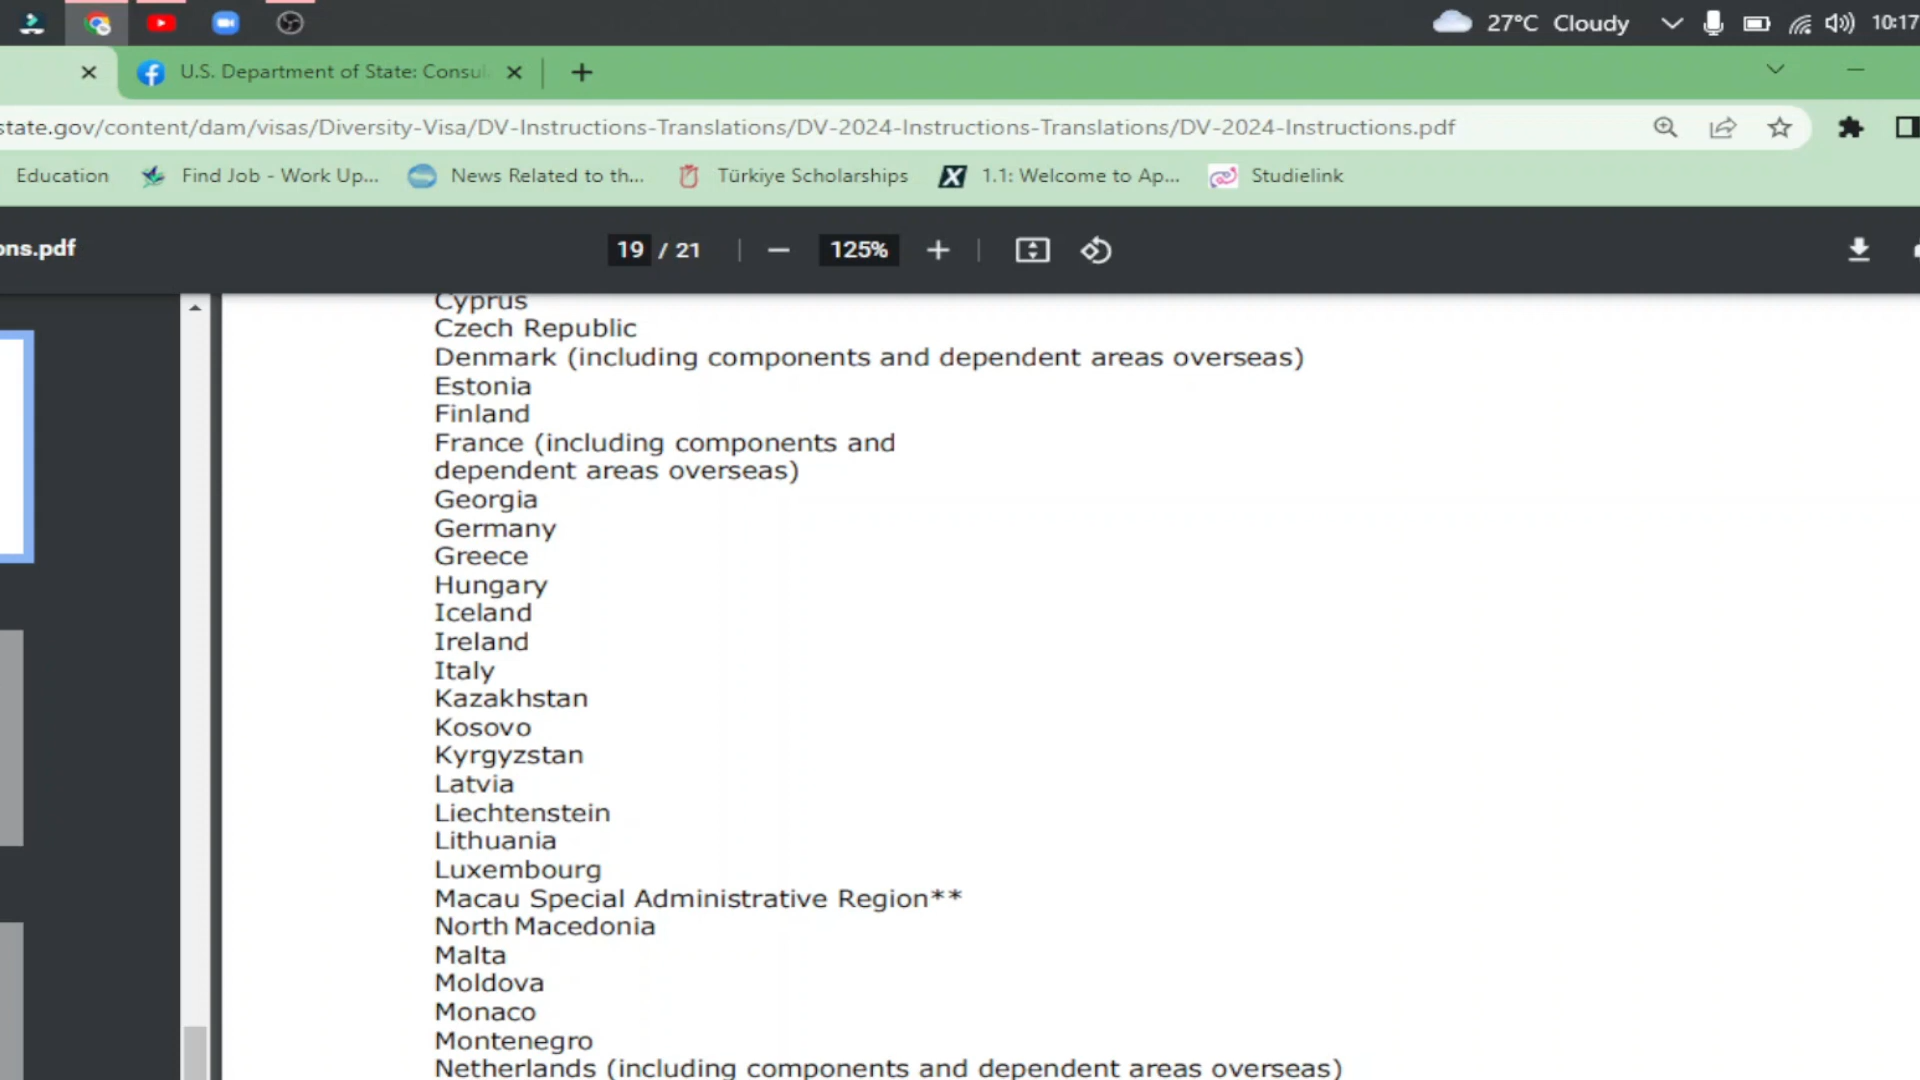 27°C Cloudy 10:17
U.S. Department of State: Consul
state.gov/content/dam/visas/Diversity-Visa/DV-Instructions-Translations/DV-2024-Instructions-Translations/DV-2024-Instructions.pdf
Education Find Job - Work Up... News Related to th... Türkiye Scholarships X 1.1: Welcome to Ap... Studielink
ons.pdf 19 / 21 125%
Cyprus
Czech Republic
Denmark (including components and dependent areas overseas)
Estonia
Finland
France (including components and
dependent areas overseas)
Georgia
Germany
Greece
Hungary
Iceland
Ireland
Italy
Kazakhstan
Kosovo
Kyrgyzstan
Latvia
Liechtenstein
Lithuania
Luxembourg
Macau Special Administrative Region**
North Macedonia
Malta
Moldova
Monaco
Montenegro
Netherlands (including components and dependent areas overseas)